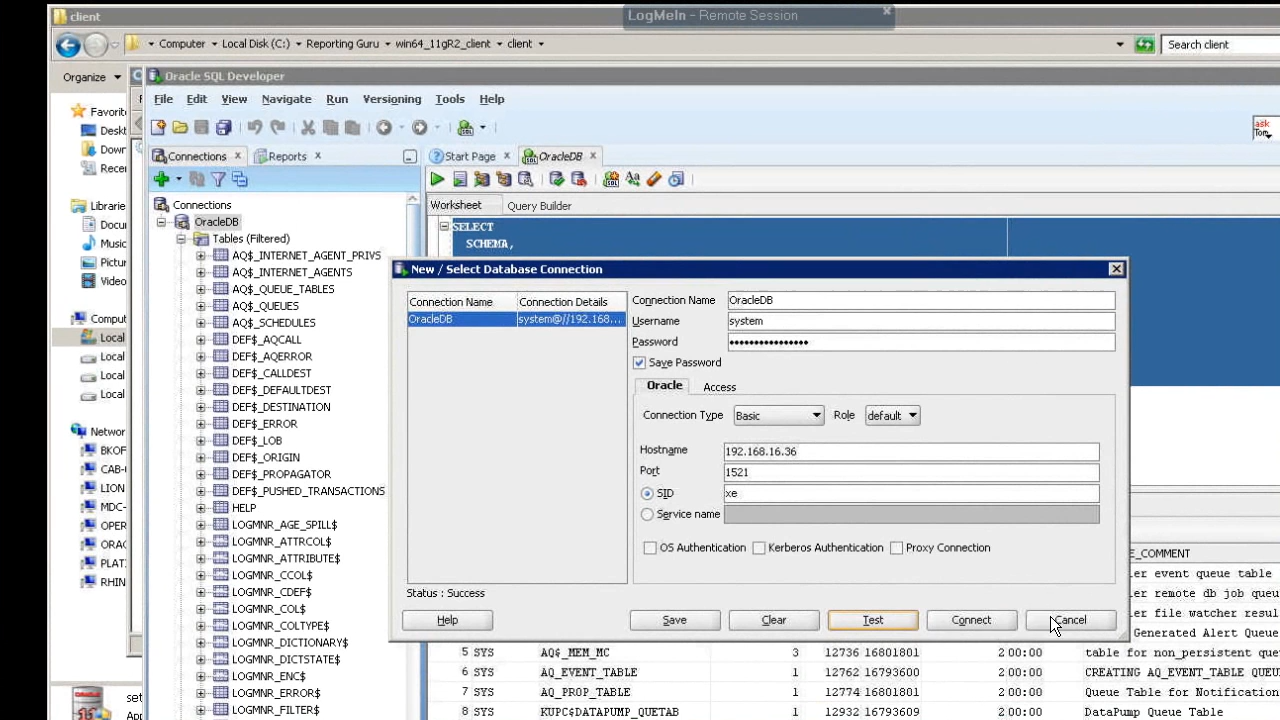 client
LogMeIn - Remote Session
Computer
Local Disk (C:)
Reporting Guru
win64_11gR2_client
client
Search client
Organize
Oracle SQL Developer
File Edit View Navigate Run Versioning Tools Help
Favorite
Deskt
Down
Recen
Librarie
Docu
Music
Pictur
Video
Comput
Local
Local
Local
Local
Network
BKOF
CAB-
LION
MDC-
OPER
ORAC
PLAT
RHIN
set
App
Connections
Reports
Connections
OracleDB
Tables (Filtered)
AQ$_INTERNET_AGENT_PRIVS
AQ$_INTERNET_AGENTS
AQ$_QUEUE_TABLES
AQ$_QUEUES
AQ$_SCHEDULES
DEF$_AQCALL
DEF$_AQERROR
DEF$_CALLDEST
DEF$_DEFAULTDEST
DEF$_DESTINATION
DEF$_ERROR
DEF$_LOB
DEF$_ORIGIN
DEF$_PROPAGATOR
DEF$_PUSHED_TRANSACTIONS
HELP
LOGMNR_AGE_SPILL$
LOGMNR_ATTRCOL$
LOGMNR_ATTRIBUTE$
LOGMNR_CCOL$
LOGMNR_CDEF$
LOGMNR_COL$
LOGMNR_COLTYPE$
LOGMNR_DICTIONARY$
LOGMNR_DICTSTATE$
LOGMNR_ENC$
LOGMNR_ERROR$
LOGMNR_FILTER$
Start Page
OracleDB
ask
Tom
Worksheet
Query Builder
SELECT
SCHEMA,
New / Select Database Connection
Connection Name Connection Details
OracleDB system@//192.168...
Connection Name OracleDB
Username system
Password ••••••••••••••••
Save Password
Oracle
Access
Connection Type Basic
Role default
Hostname 192.168.16.36
Port 1521
SID xe
Service name
OS Authentication
Kerberos Authentication
Proxy Connection
Status : Success
Help
Save
Clear
Test
Connect
Cancel
E_COMMENT
er event queue table
er remote db job queu
er file watcher resul
Generated Alert Queue
5 SYS AQ$_MEM_MC 3 12736 16801801 2 00:00 table for non_persistent que
6 SYS AQ_EVENT_TABLE 1 12762 16793600 2 00:00 CREATING AQ_EVENT_TABLE QUEU
7 SYS AQ_PROP_TABLE 1 12774 16801801 2 00:00 Queue Table for Notification
8 SYS KUPC$DATAPUMP_QUETAB 1 12932 16793609 2 00:00 DataPump Queue Table